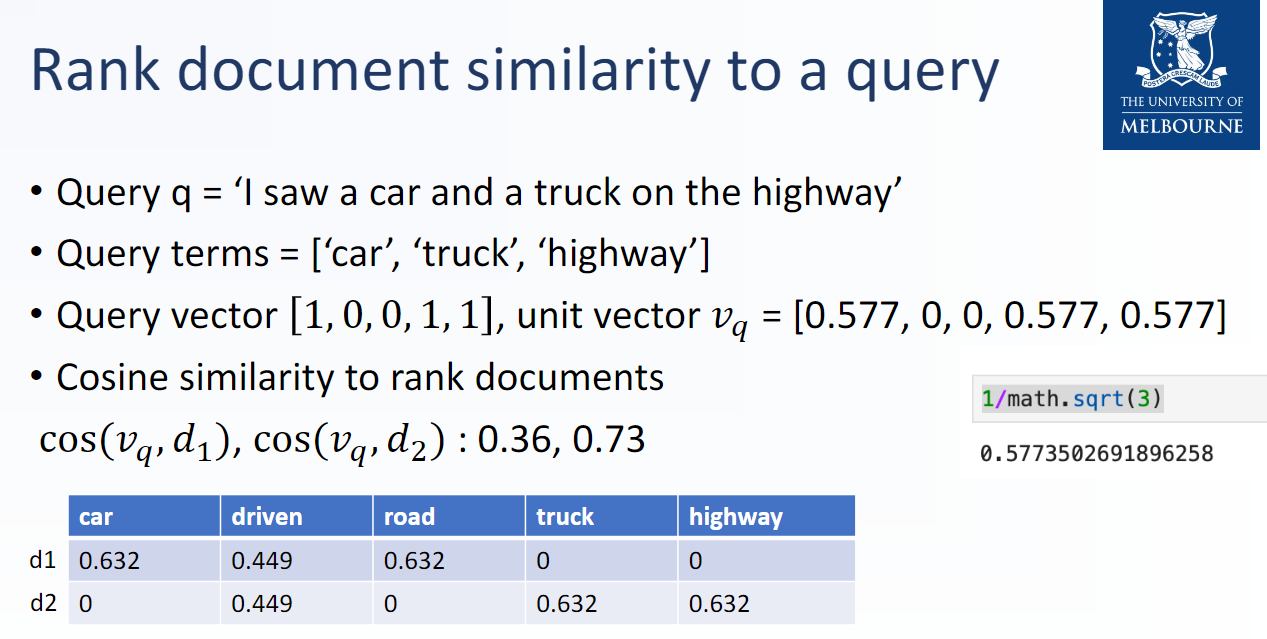 Rank document similarity to a query
POSTERA CRESCAM LAUDE
THE UNIVERSITY OF
MELBOURNE
• Query q = ‘I saw a car and a truck on the highway’
• Query terms = [‘car’, ‘truck’, ‘highway’]
• Query vector [1, 0, 0, 1, 1], unit vector v_q = [0.577, 0, 0, 0.577, 0.577]
• Cosine similarity to rank documents
1/math.sqrt(3)
cos(v_q, d_1), cos(v_q, d_2) : 0.36, 0.73
0.5773502691896258
car driven road truck highway
d1 0.632 0.449 0.632 0 0
d2 0 0.449 0 0.632 0.632